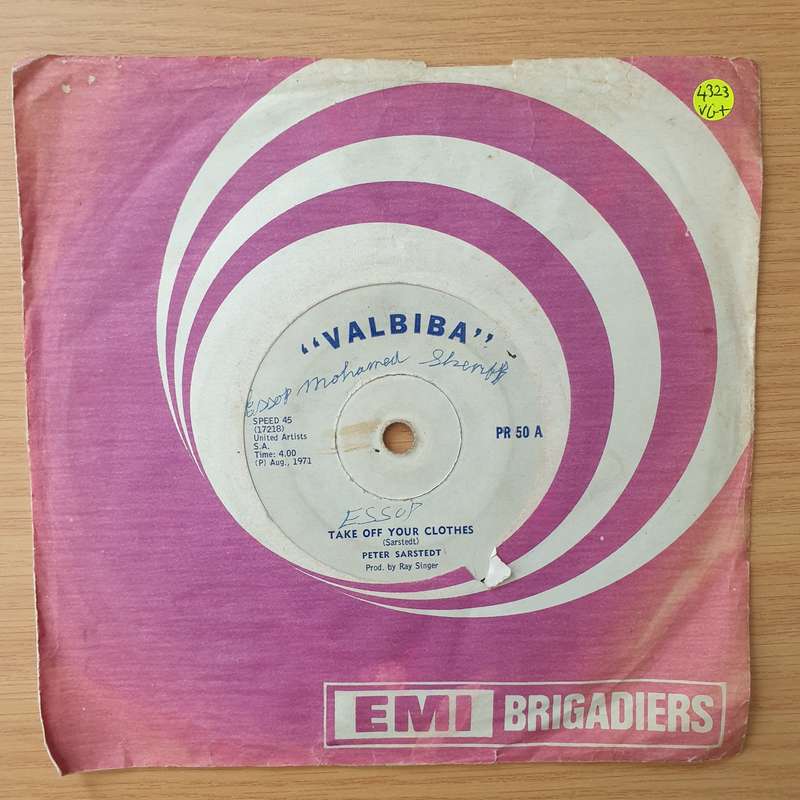 4323
VG+
"VALBIBA"
Essop Mohamed Sheriff
SPEED 45
(17218)
United Artists
S.A.
Time: 4.00
(P) Aug., 1971
PR 50 A
ESSOP
TAKE OFF YOUR CLOTHES
(Sarstedt)
PETER SARSTEDT
Prod. by Ray Singer
EMI BRIGADIERS